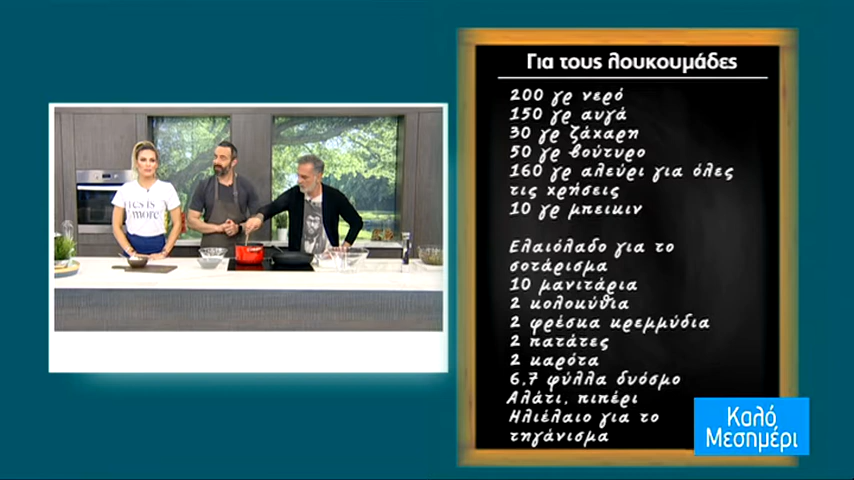 Για τους λουκουμάδες
200 γρ νερό
150 γρ αυγά
30 γρ ζάχαρη
50 γρ βούτυρο
160 γρ αλεύρι για όλες
τις χρήσεις
10 γρ μπεικιν
Ελαιόλαδο για το
σοτάρισμα
10 μανιτάρια
2 κολοκύθια
2 φρέσκα κρεμμύδια
2 πατάτες
2 καρότα
6,7 φύλλα δυόσμο
Αλάτι, πιπέρι
Ηλιέλαιο για το
τηγάνισμα
Καλό
Μεσημέρι
is
more